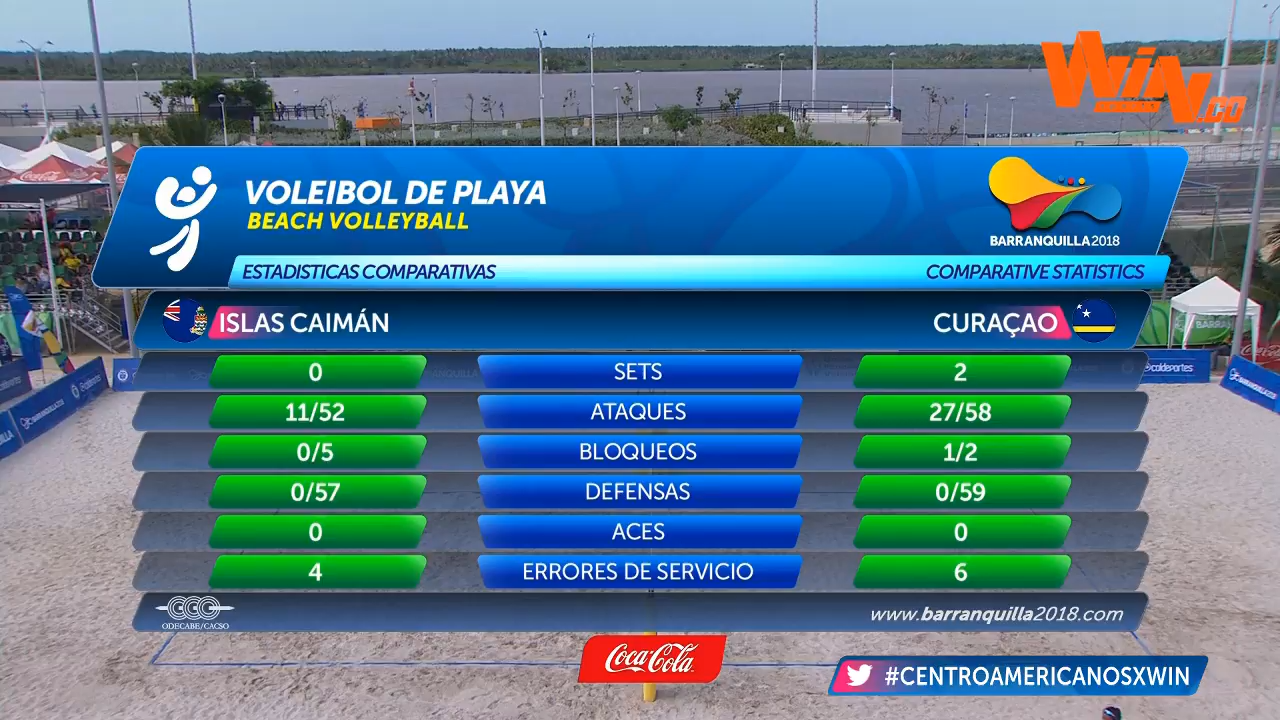 WiN
.CO
VOLEIBOL DE PLAYA
BEACH VOLLEYBALL
BARRANQUILLA2018
ESTADISTICAS COMPARATIVAS
COMPARATIVE STATISTICS
ISLAS CAIMÁN
CURAÇAO
0 SETS 2
11/52 ATAQUES 27/58
0/5 BLOQUEOS 1/2
0/57 DEFENSAS 0/59
0 ACES 0
4 ERRORES DE SERVICIO 6
ODECABE/CACSO
www.barranquilla2018.com
Coca-Cola
#CENTROAMERICANOSXWIN
coldeportes